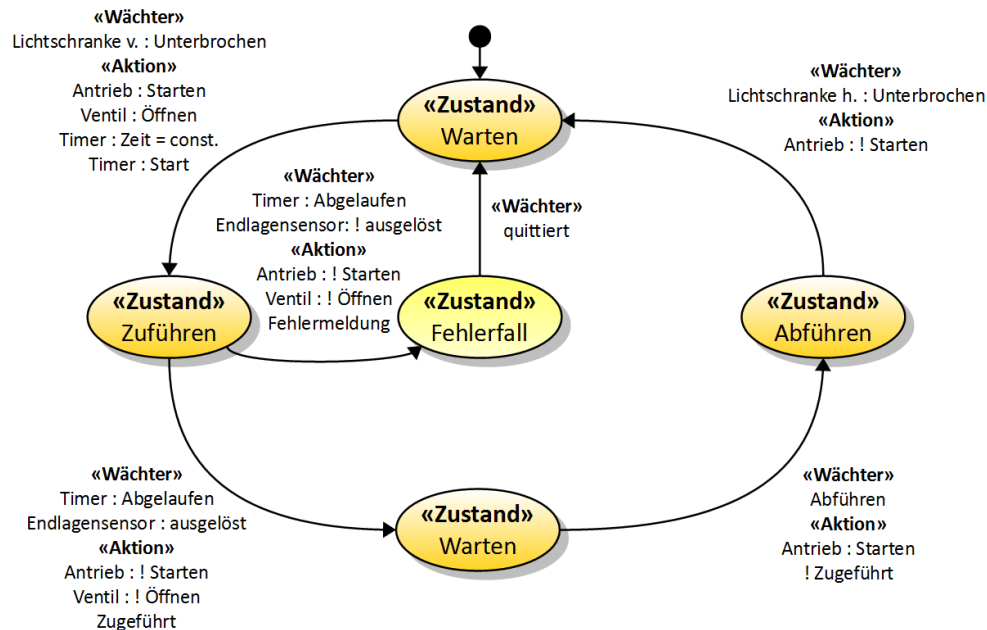 «Wächter»
Lichtschranke v. : Unterbrochen
«Aktion»
Antrieb : Starten
Ventil : Öffnen
Timer : Zeit = const.
Timer : Start
«Zustand»
Warten
«Wächter»
Lichtschranke h. : Unterbrochen
«Aktion»
Antrieb : ! Starten
«Wächter»
Timer : Abgelaufen
Endlagensensor: ! ausgelöst
«Aktion»
Antrieb : ! Starten
Ventil : ! Öffnen
Fehlermeldung
«Wächter»
quittiert
«Zustand»
Zuführen
«Zustand»
Fehlerfall
«Zustand»
Abführen
«Wächter»
Timer : Abgelaufen
Endlagensensor : ausgelöst
«Aktion»
Antrieb : ! Starten
Ventil : ! Öffnen
Zugeführt
«Zustand»
Warten
«Wächter»
Abführen
«Aktion»
Antrieb : Starten
! Zugeführt